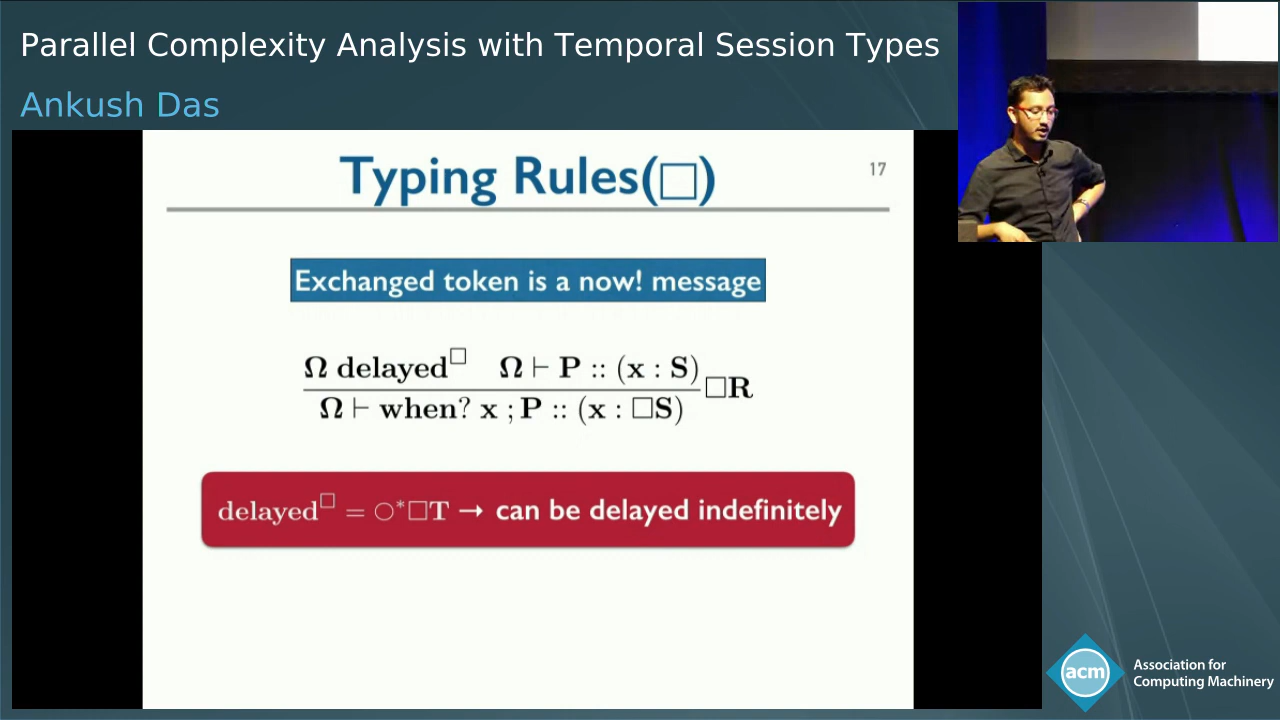 Parallel Complexity Analysis with Temporal Session Types
Ankush Das
Typing Rules(□)
17
Exchanged token is a now! message
Ω delayed^□ Ω ⊢ P :: (x : S)
Ω ⊢ when? x ; P :: (x : □S)
□R
delayed^□ = ○*□T → can be delayed indefinitely
acm
Association for
Computing Machinery